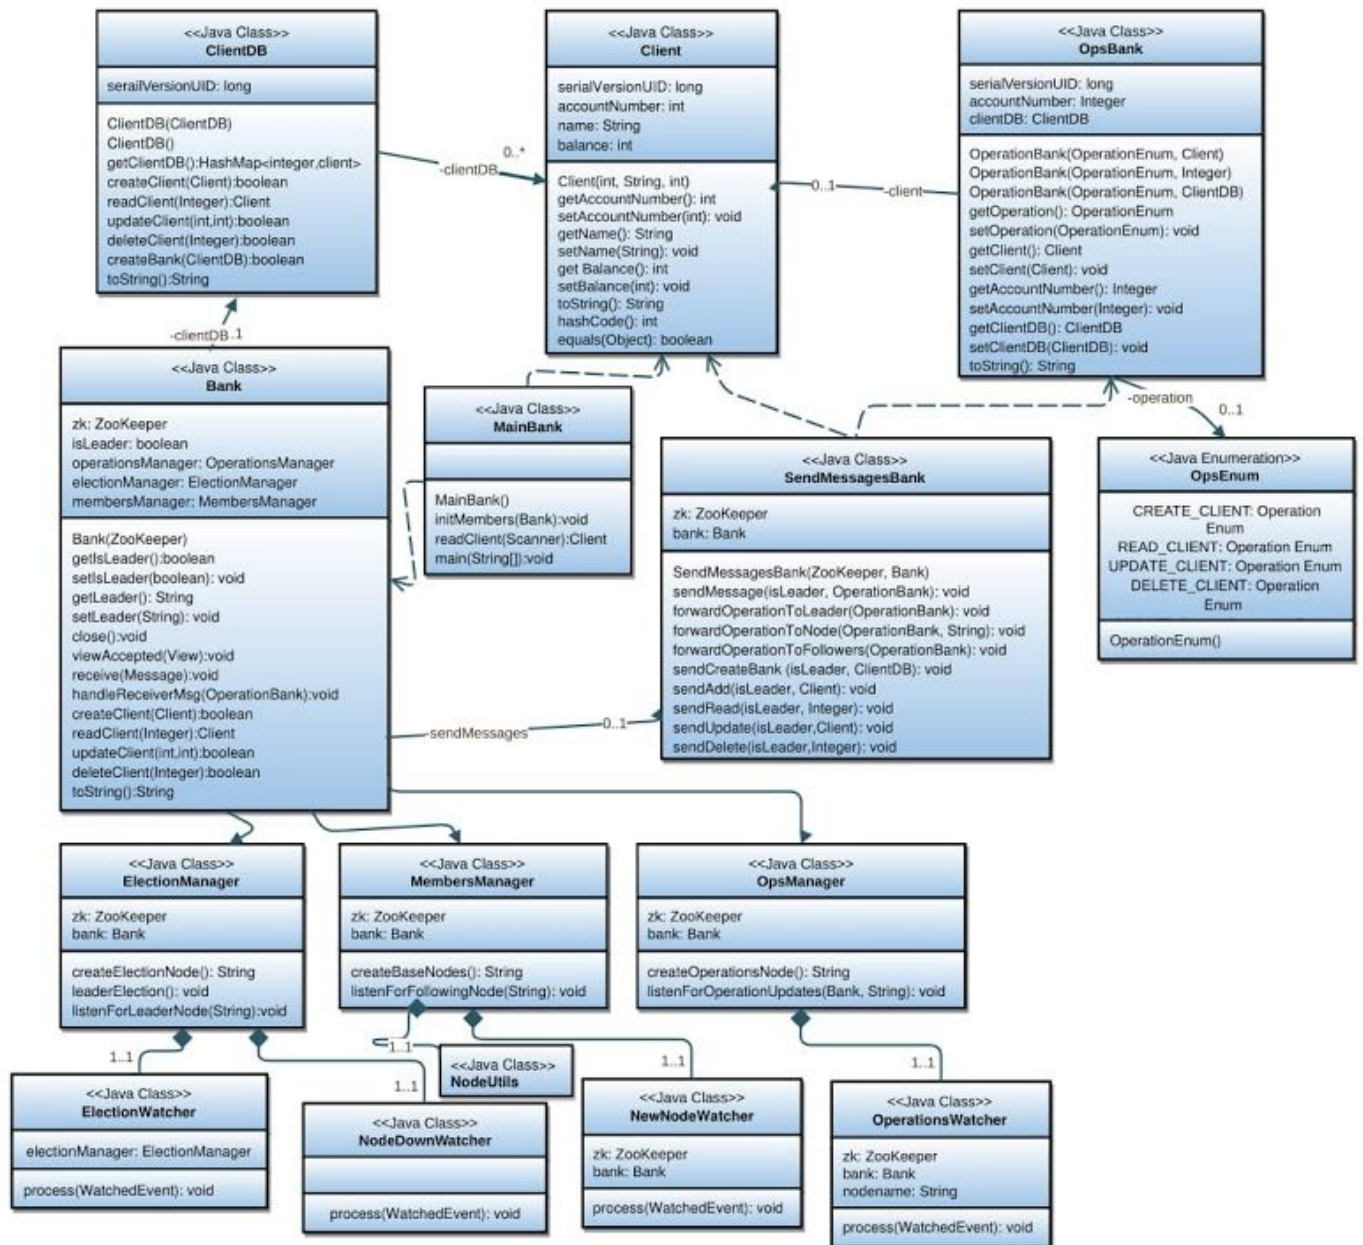 <<Java Class>>
ClientDB
serailVersionUID: long
ClientDB(ClientDB)
ClientDB()
getClientDB():HashMap<integer,client>
createClient(Client):boolean
readClient(Integer):Client
updateClient(int,int):boolean
deleteClient(Integer):boolean
createBank(ClientDB):boolean
toString():String
<<Java Class>>
Client
serialVersionUID: long
accountNumber: int
name: String
balance: int
Client(int, String, int)
getAccountNumber(): int
setAccountNumber(int): void
getName(): String
setName(String): void
get Balance(): int
setBalance(int): void
toString(): String
hashCode(): int
equals(Object): boolean
<<Java Class>>
OpsBank
serialVersionUID: long
accountNumber: Integer
clientDB: ClientDB
OperationBank(OperationEnum, Client)
OperationBank(OperationEnum, Integer)
OperationBank(OperationEnum, ClientDB)
getOperation(): OperationEnum
setOperation(OperationEnum): void
getClient(): Client
setClient(Client): void
getAccountNumber(): Integer
setAccountNumber(Integer): void
getClientDB(): ClientDB
setClientDB(ClientDB): void
toString(): String
0..*
-clientDB
0..1
-client
-clientDB..1
<<Java Class>>
Bank
zk: ZooKeeper
isLeader: boolean
operationsManager: OperationsManager
electionManager: ElectionManager
membersManager: MembersManager
Bank(ZooKeeper)
getIsLeader():boolean
setIsLeader(boolean): void
getLeader(): String
setLeader(String): void
close():void
viewAccepted(View):void
receive(Message):void
handleReceiverMsg(OperationBank):void
createClient(Client):boolean
readClient(Integer):Client
updateClient(int,int):boolean
deleteClient(Integer):boolean
toString():String
<<Java Class>>
MainBank
MainBank()
initMembers(Bank):void
readClient(Scanner):Client
main(String[]):void
<<Java Class>>
SendMessagesBank
zk: ZooKeeper
bank: Bank
SendMessagesBank(ZooKeeper, Bank)
sendMessage(isLeader, OperationBank): void
forwardOperationToLeader(OperationBank): void
forwardOperationToNode(OperationBank, String): void
forwardOperationToFollowers(OperationBank): void
sendCreateBank (isLeader, ClientDB): void
sendAdd(isLeader, Client): void
sendRead(isLeader, Integer): void
sendUpdate(isLeader,Client): void
sendDelete(isLeader,Integer): void
-operation
0..1
<<Java Enumeration>>
OpsEnum
CREATE_CLIENT: Operation
Enum
READ_CLIENT: Operation Enum
UPDATE_CLIENT: Operation Enum
DELETE_CLIENT: Operation
Enum
OperationEnum()
-sendMessages
0..1
<<Java Class>>
ElectionManager
zk: ZooKeeper
bank: Bank
createElectionNode(): String
leaderElection(): void
listenForLeaderNode(String):void
<<Java Class>>
MembersManager
zk: ZooKeeper
bank: Bank
createBaseNodes(): String
listenForFollowingNode(String): void
<<Java Class>>
OpsManager
zk: ZooKeeper
bank: Bank
createOperationsNode(): String
listenForOperationUpdates(Bank, String): void
1..1
1..1
1..1
1..1
1..1
<<Java Class>>
ElectionWatcher
electionManager: ElectionManager
process(WatchedEvent): void
<<Java Class>>
NodeDownWatcher
process(WatchedEvent): void
<<Java Class>>
NodeUtils
<<Java Class>>
NewNodeWatcher
zk: ZooKeeper
bank: Bank
process(WatchedEvent): void
<<Java Class>>
OperationsWatcher
zk: ZooKeeper
bank: Bank
nodename: String
process(WatchedEvent): void